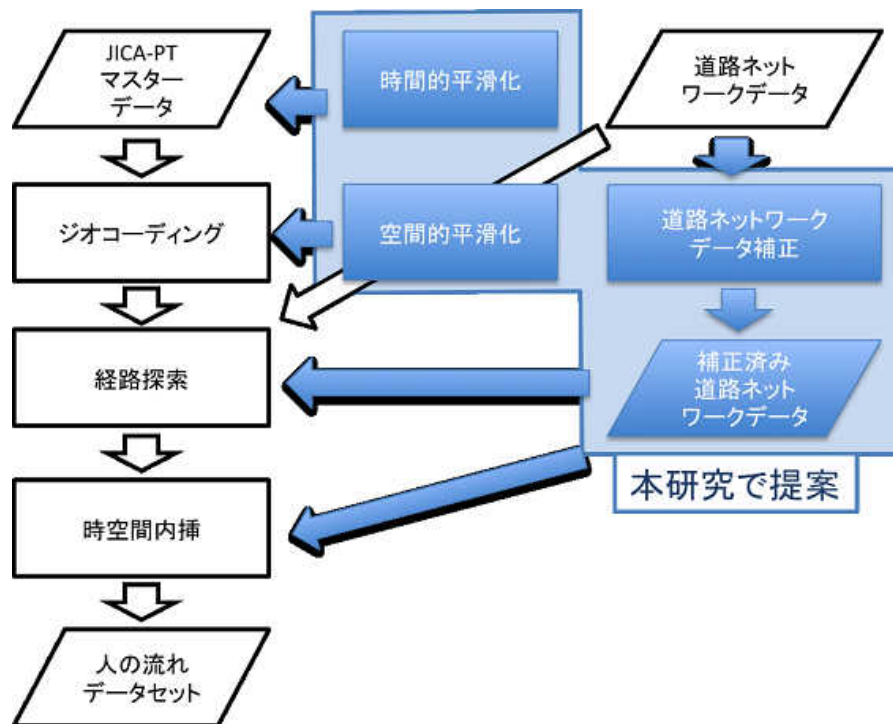 JICA-PT
マスター
データ
時間的平滑化
道路ネット
ワークデータ
ジオコーディング
空間的平滑化
道路ネットワーク
データ補正
経路探索
補正済み
道路ネット
ワークデータ
本研究で提案
時空間内挿
人の流れ
データセット